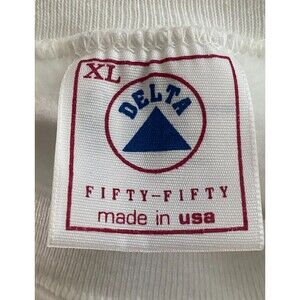 XL
DELTA
FIFTY-FIFTY
made in usa